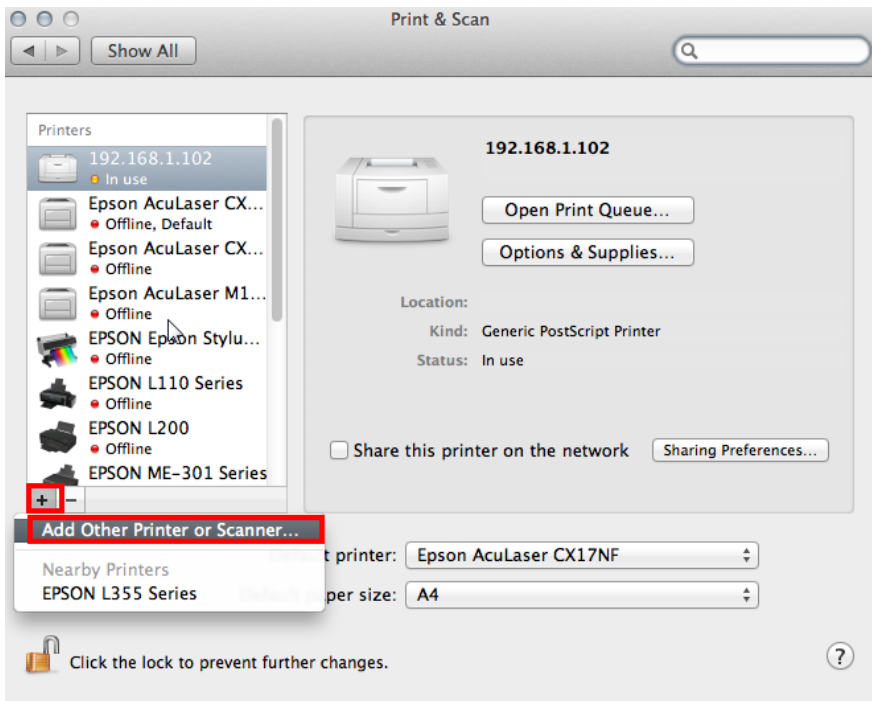 Print & Scan
Show All
Printers
192.168.1.102
In use
Epson AcuLaser CX...
Offline, Default
Epson AcuLaser CX...
Offline
Epson AcuLaser M1...
Offline
EPSON Epson Stylu...
Offline
EPSON L110 Series
Offline
EPSON L200
Offline
EPSON ME-301 Series
+ −
Add Other Printer or Scanner...
Nearby Printers
EPSON L355 Series
192.168.1.102
Open Print Queue...
Options & Supplies...
Location:
Kind: Generic PostScript Printer
Status: In use
Share this printer on the network
Sharing Preferences...
t printer: Epson AcuLaser CX17NF
per size: A4
Click the lock to prevent further changes.
?